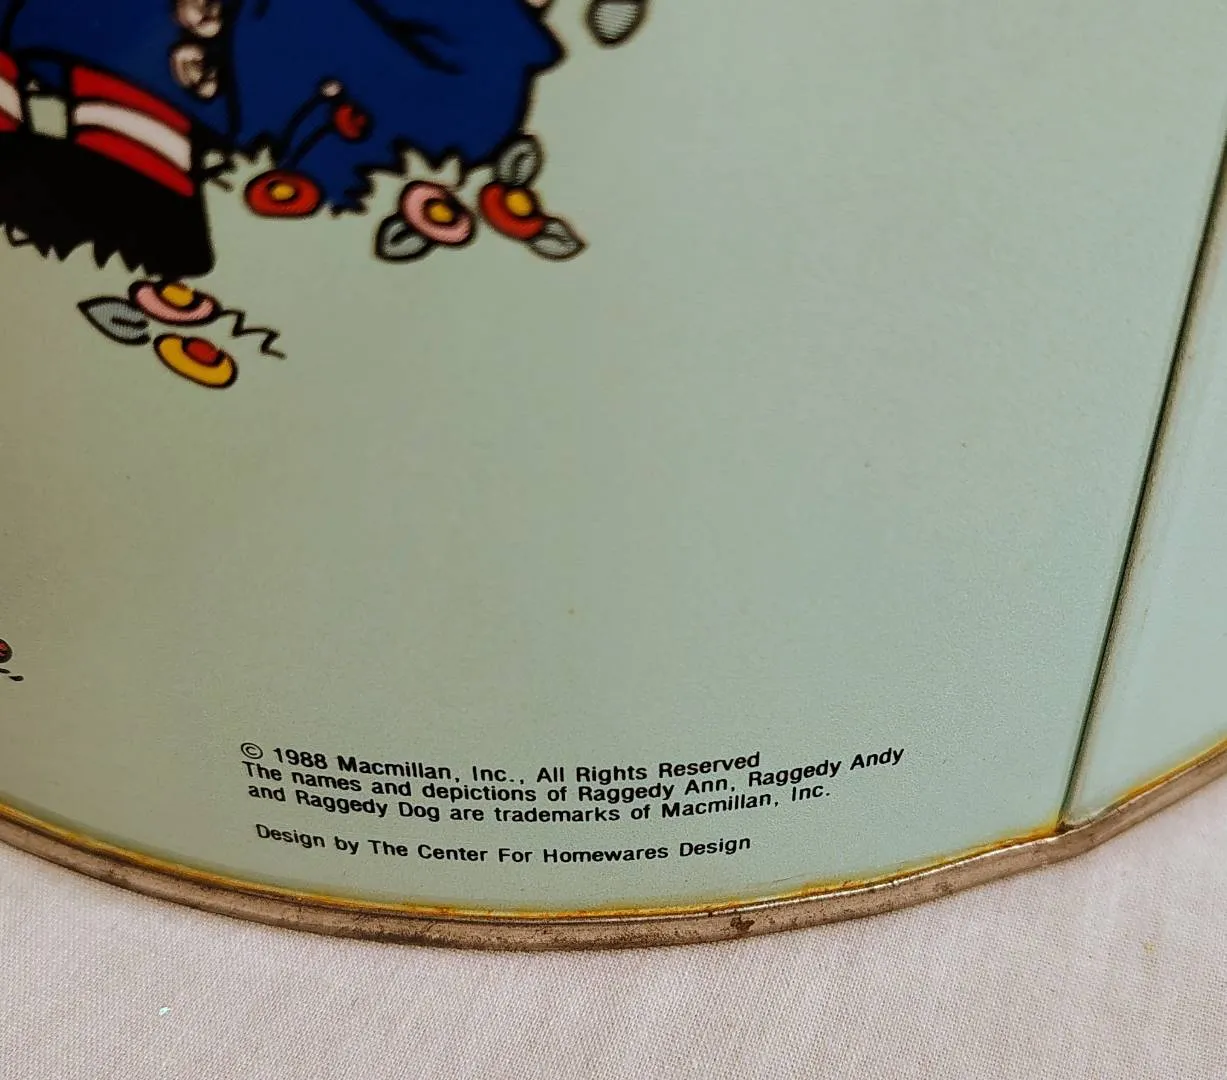 © 1988 Macmillan, Inc., All Rights Reserved
The names and depictions of Raggedy Ann, Raggedy Andy
and Raggedy Dog are trademarks of Macmillan, Inc.
Design by The Center For Homewares Design